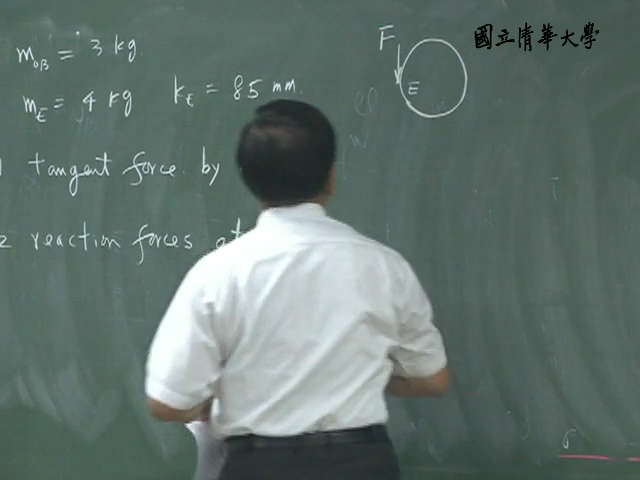 m_OB = 3 kg
m_E = 4 kg k_E = 85 mm.
tangent force by
reaction forces at
F
E
國立清華大學